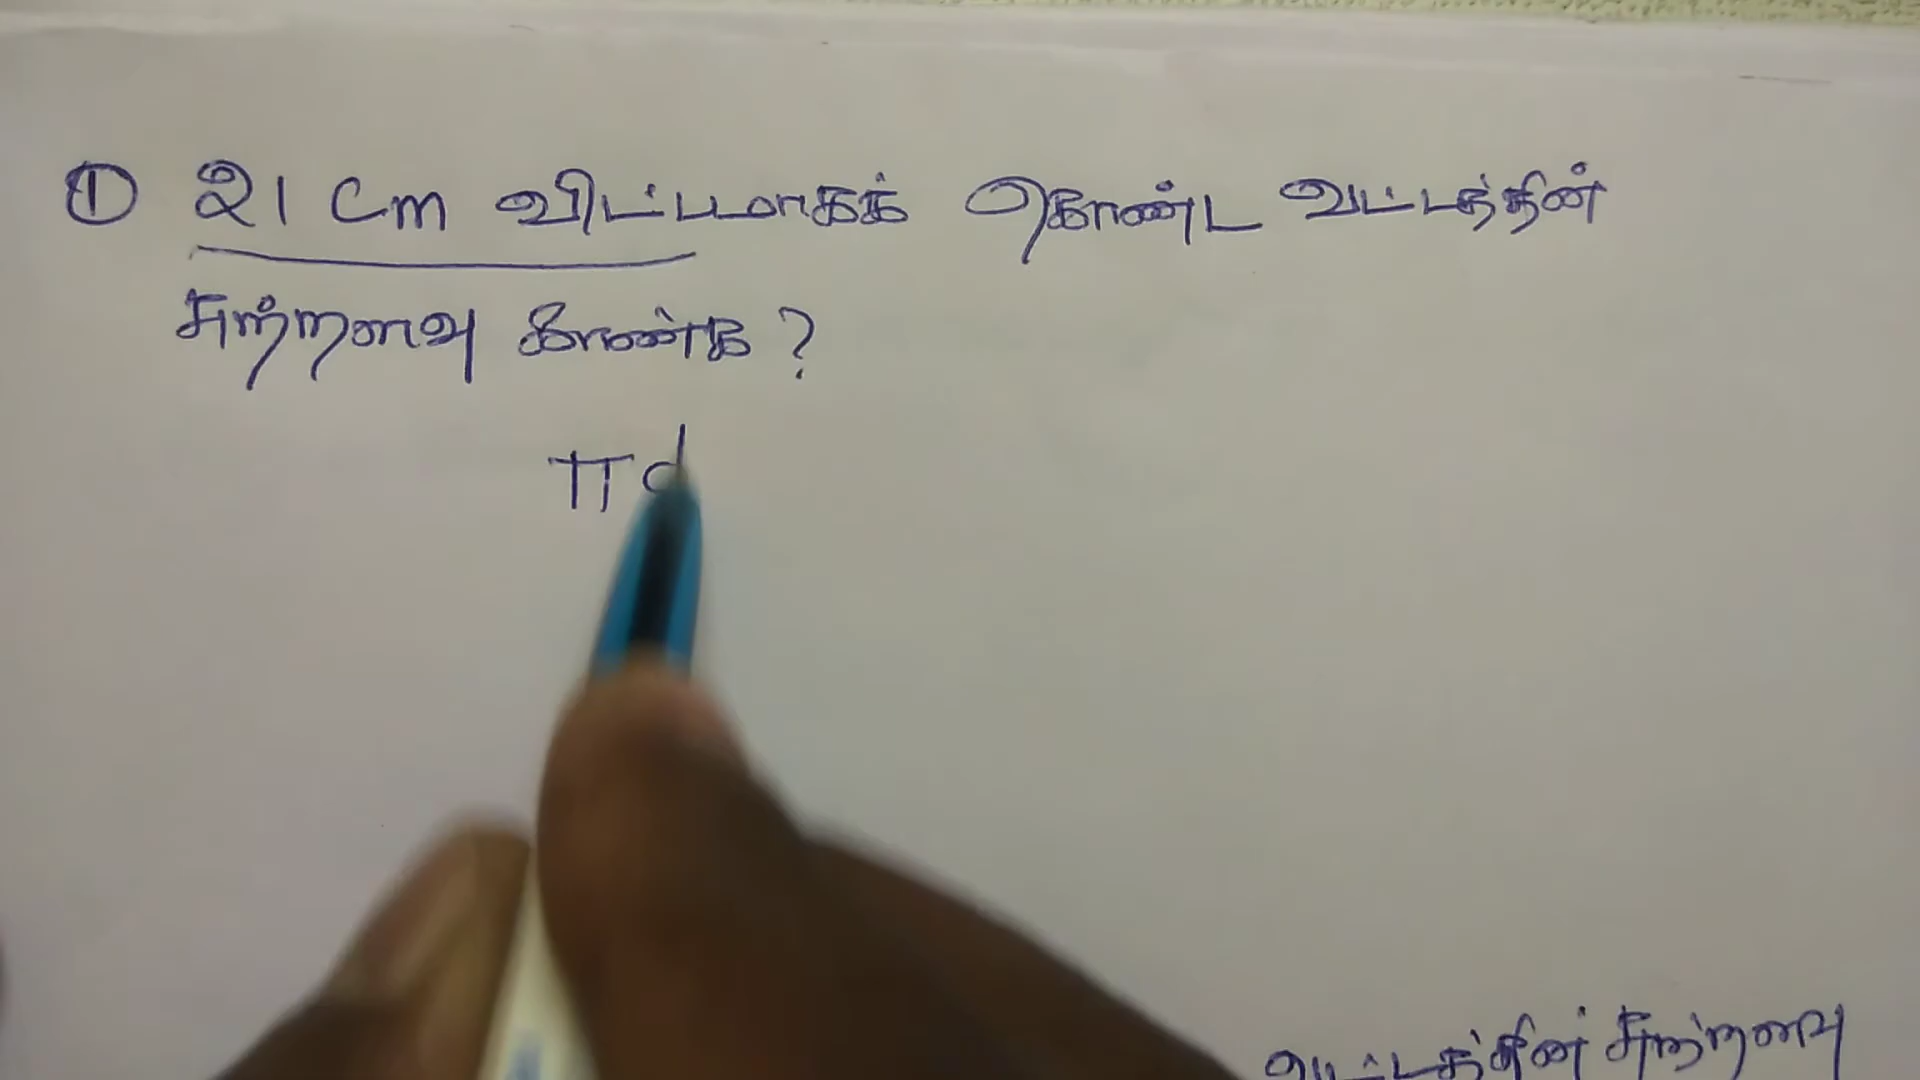 ① 21 cm விட்டமாகக் கொண்ட வட்டத்தின்
சுற்றளவு காண்க ?
πd
வட்டத்தின் சுற்றளவு